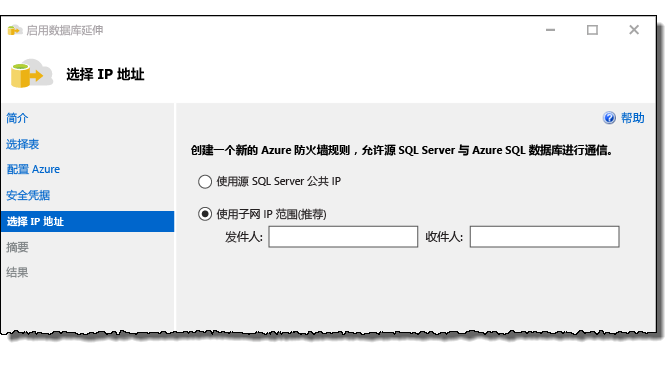 启用数据库延伸
选择 IP 地址
简介
选择表
配置 Azure
安全凭据
选择 IP 地址
摘要
结果
帮助
创建一个新的 Azure 防火墙规则，允许源 SQL Server 与 Azure SQL 数据库进行通信。
使用源 SQL Server 公共 IP
使用子网 IP 范围(推荐)
发件人: 收件人: